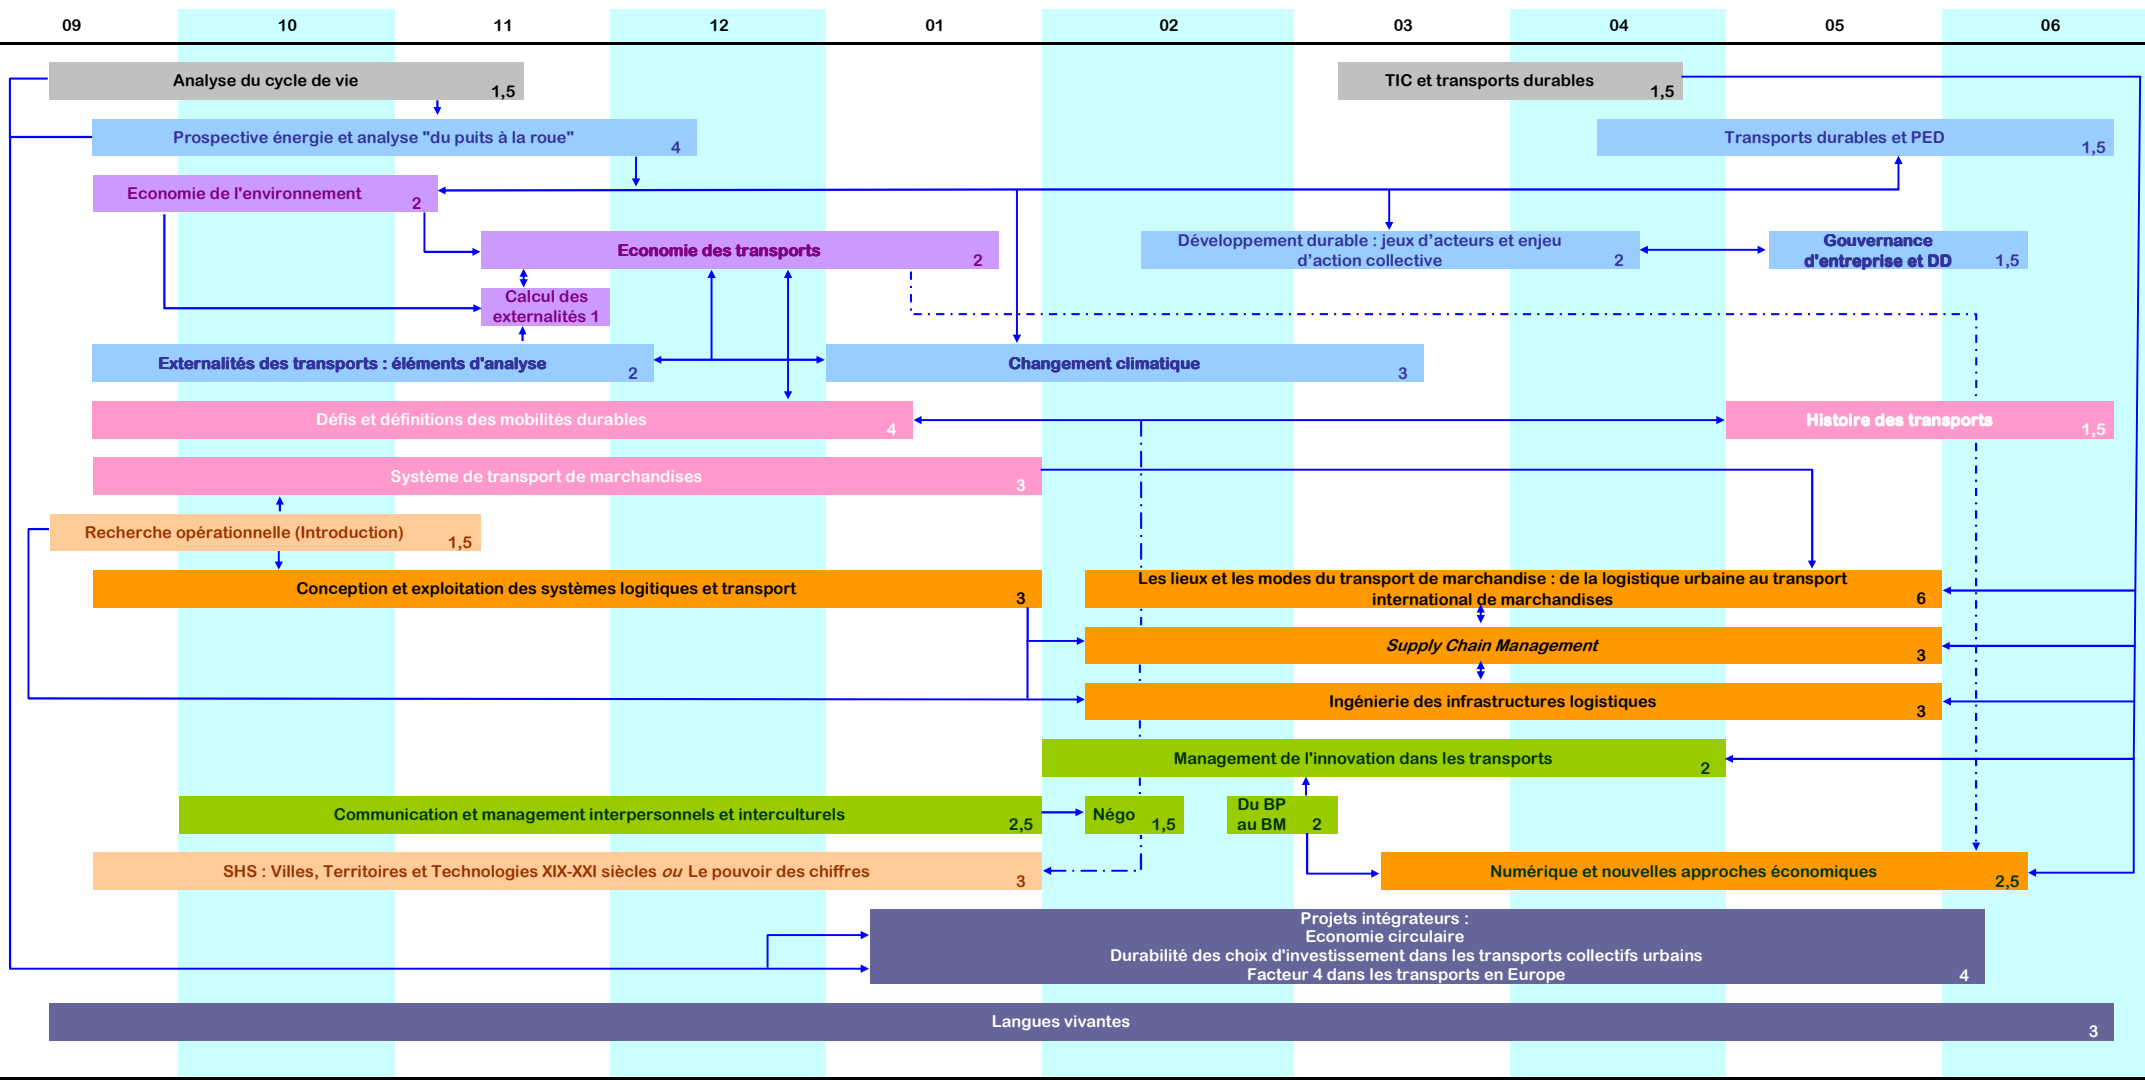 09 10 11 12 01 02 03 04 05 06
Analyse du cycle de vie
1,5
TIC et transports durables
1,5
Prospective énergie et analyse "du puits à la roue"
4
Transports durables et PED
1,5
Economie de l'environnement
2
Economie des transports
2
Développement durable : jeux d'acteurs et enjeu
d'action collective
2
Gouvernance
d'entreprise et DD
1,5
Calcul des
externalités 1
Externalités des transports : éléments d'analyse
2
Changement climatique
3
Défis et définitions des mobilités durables
4
Histoire des transports
1,5
Système de transport de marchandises
3
Recherche opérationnelle (Introduction)
1,5
Conception et exploitation des systèmes logitiques et transport
3
Les lieux et les modes du transport de marchandise : de la logistique urbaine au transport
international de marchandises
6
Supply Chain Management
3
Ingénierie des infrastructures logistiques
3
Management de l'innovation dans les transports
2
Communication et management interpersonnels et interculturels
2,5
Négo
1,5
Du BP
au BM
2
SHS : Villes, Territoires et Technologies XIX-XXI siècles ou Le pouvoir des chiffres
3
Numérique et nouvelles approches économiques
2,5
Projets intégrateurs :
Economie circulaire
Durabilité des choix d'investissement dans les transports collectifs urbains
Facteur 4 dans les transports en Europe
4
Langues vivantes
3